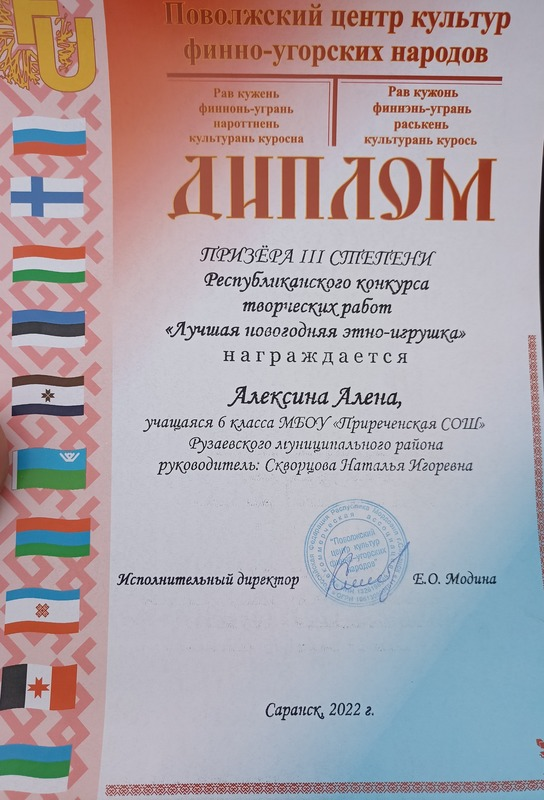 FU
Поволжский центр культур
финно-угорских народов
Рав кужень
финнонь-угрань
нароттнень
культурань куросна
Рав кужонь
финнэнь-угрань
раськень
культурань курось
ДИПЛОМ
ПРИЗЁРА III СТЕПЕНИ
Республиканского конкурса
творческих работ
«Лучшая новогодняя этно-игрушка»
награждается
Алексина Алена,
учащаяся 6 класса МБОУ «Приреченская СОШ»
Рузаевского муниципального района
руководитель: Скворцова Наталья Игоревна
"Поволжский
центр культур
финно-угорских
народов"
Исполнительный директор
Е.О. Модина
Саранск, 2022 г.